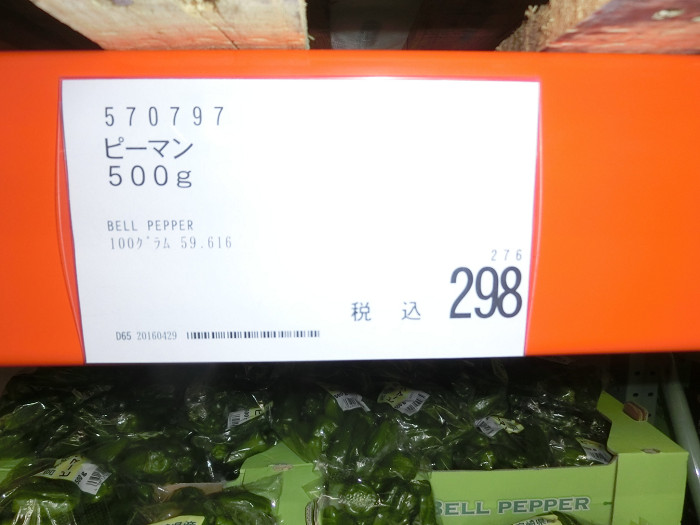 570797
ピーマン
500g
BELL PEPPER
100グラム 59.616
276
税込 298
D65 20160429
BELL PEPPER